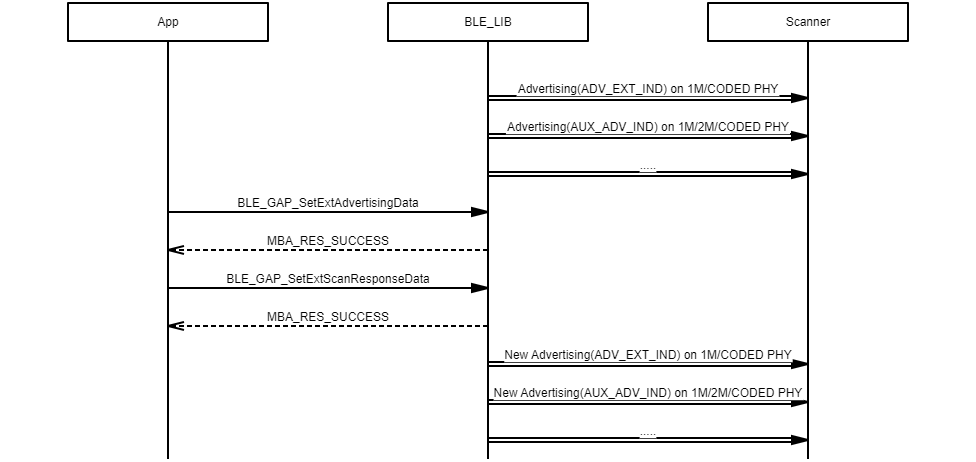 App
BLE_LIB
Scanner
Advertising(ADV_EXT_IND) on 1M/CODED PHY
Advertising(AUX_ADV_IND) on 1M/2M/CODED PHY
.....
BLE_GAP_SetExtAdvertisingData
MBA_RES_SUCCESS
BLE_GAP_SetExtScanResponseData
MBA_RES_SUCCESS
New Advertising(ADV_EXT_IND) on 1M/CODED PHY
New Advertising(AUX_ADV_IND) on 1M/2M/CODED PHY
.....